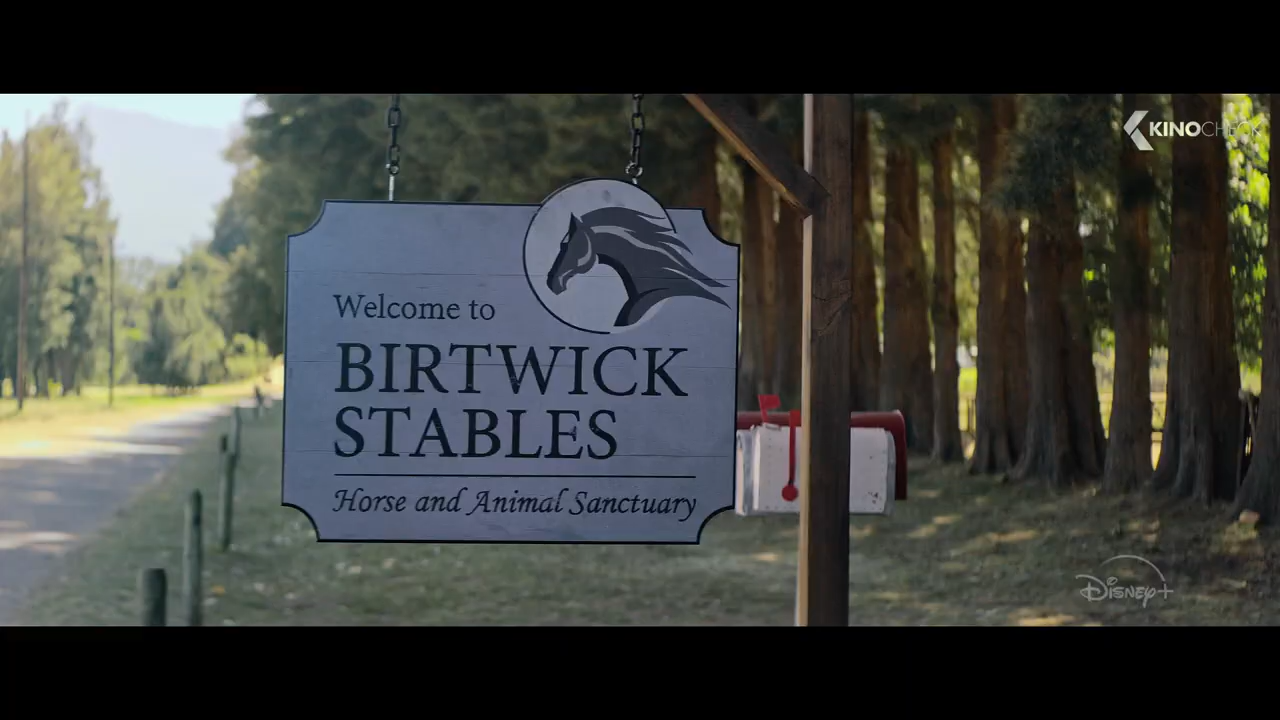 KINOCHECK
Welcome to
BIRTWICK
STABLES
Horse and Animal Sanctuary
Disney+